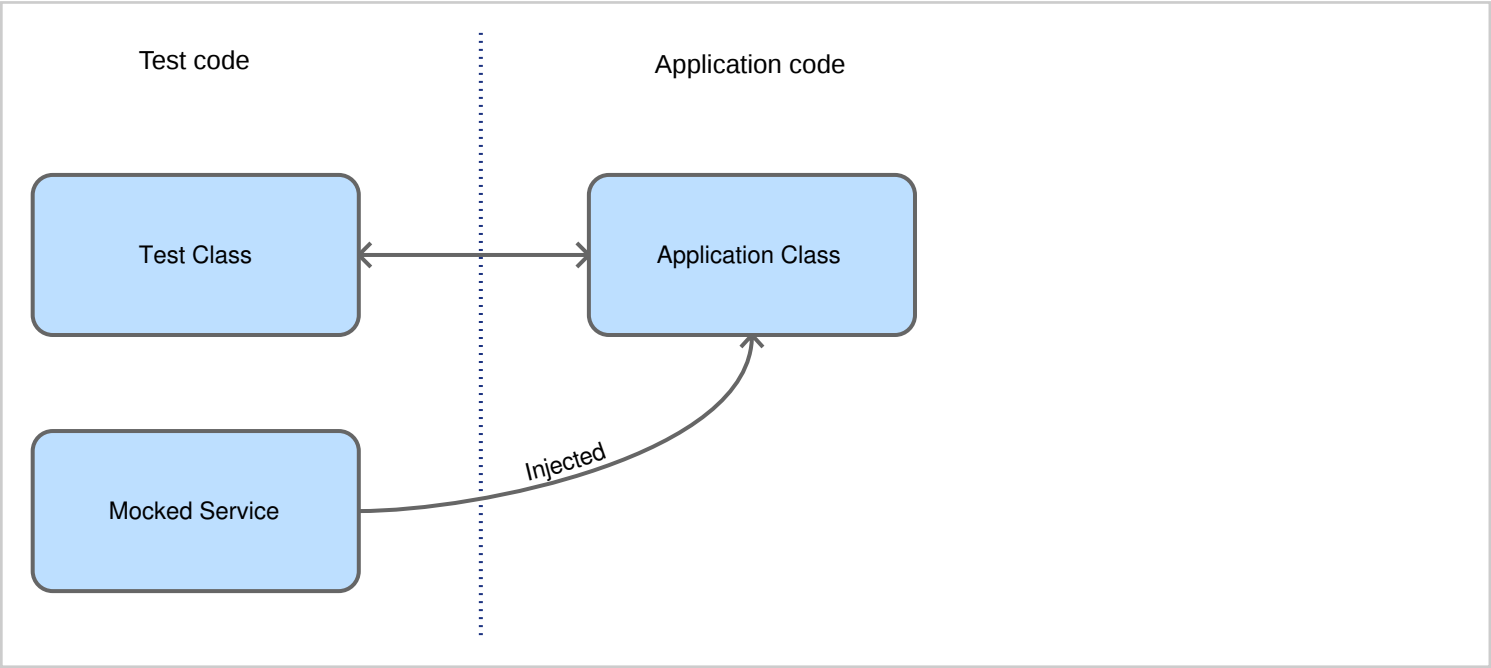 Test code
Application code
Test Class
Application Class
Injected
Mocked Service